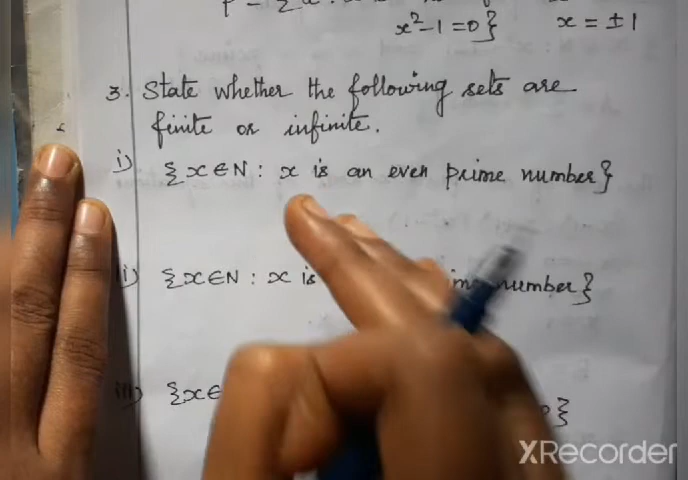 x² - 1 = 0}
x = ± 1
3. State whether the following sets are
finite or infinite.
i) {x ∈ N : x is an even prime number}
ii) {x ∈ N : x is number}
iii) {x ∈
XRecorder